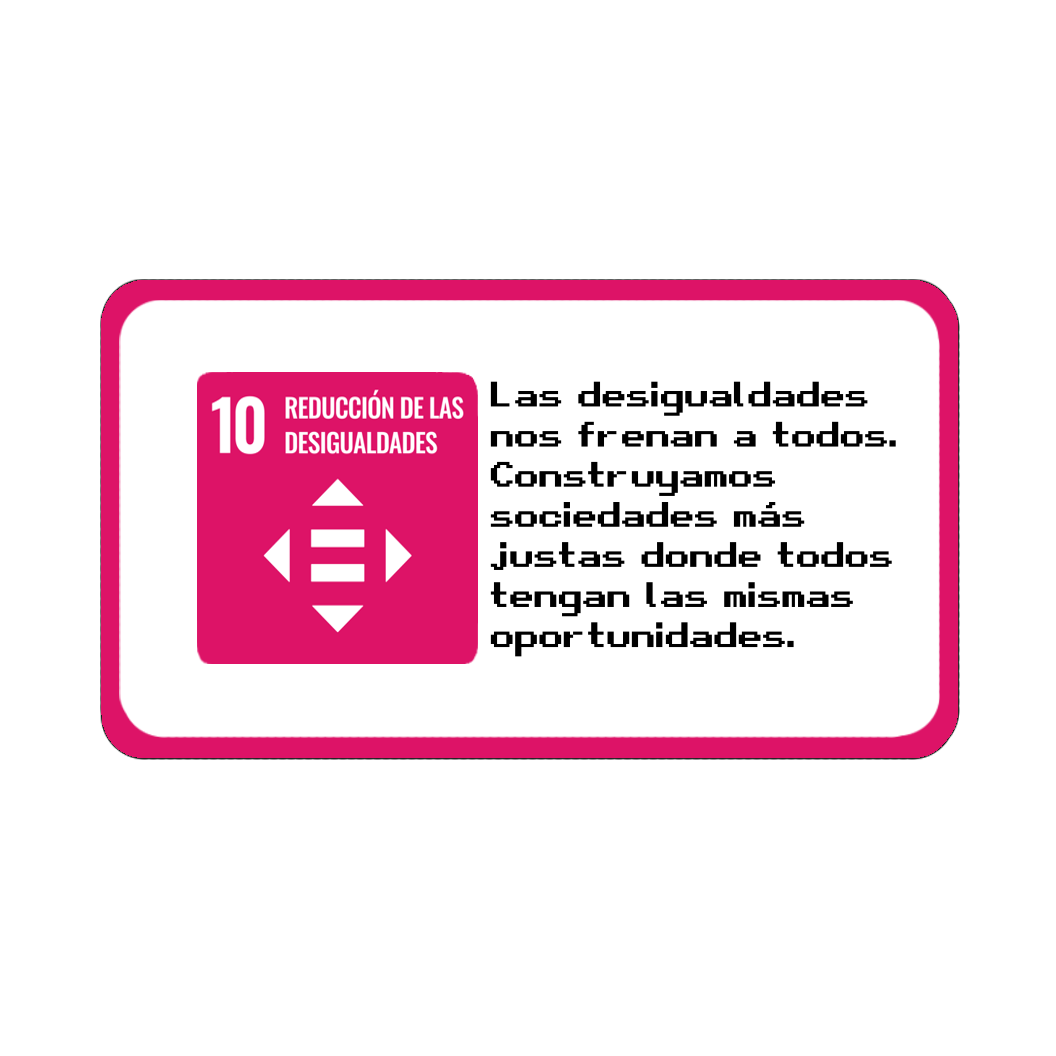 10 REDUCCIÓN DE LAS
DESIGUALDADES
Las desigualdades
nos frenan a todos.
Construyamos
sociedades más
justas donde todos
tengan las mismas
oportunidades.